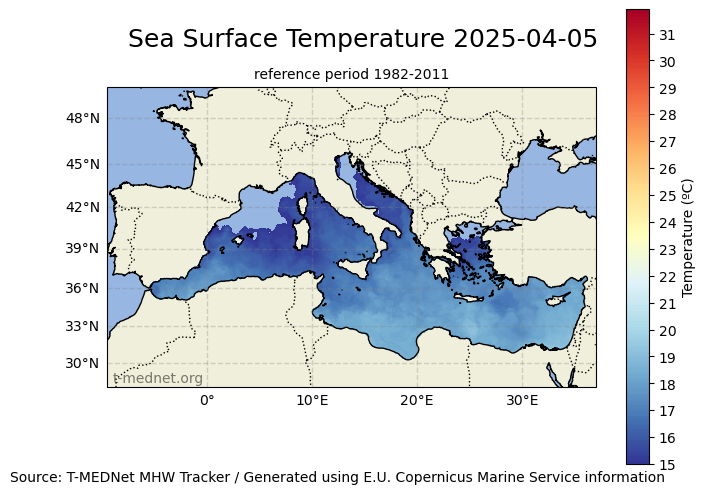 Sea Surface Temperature 2025-04-05
reference period 1982-2011
48°N
45°N
42°N
39°N
36°N
33°N
30°N
t-mednet.org
0°
10°E
20°E
30°E
31
30
29
28
27
26
25
24
23
22
21
20
19
18
17
16
15
Temperature (ºC)
Source: T-MEDNet MHW Tracker / Generated using E.U. Copernicus Marine Service information